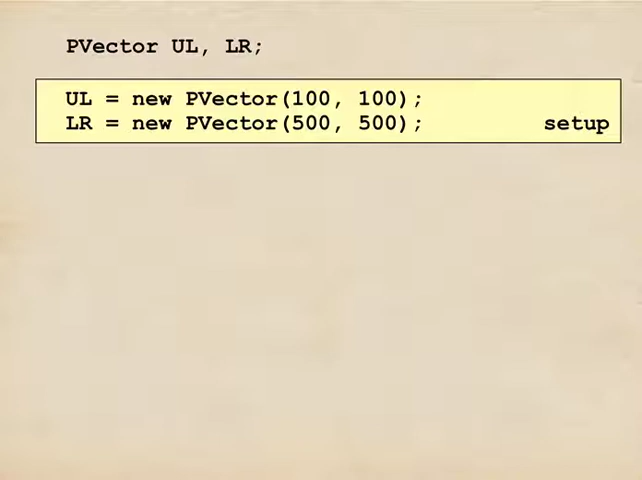 PVector UL, LR;
UL = new PVector(100, 100);
LR = new PVector(500, 500); setup